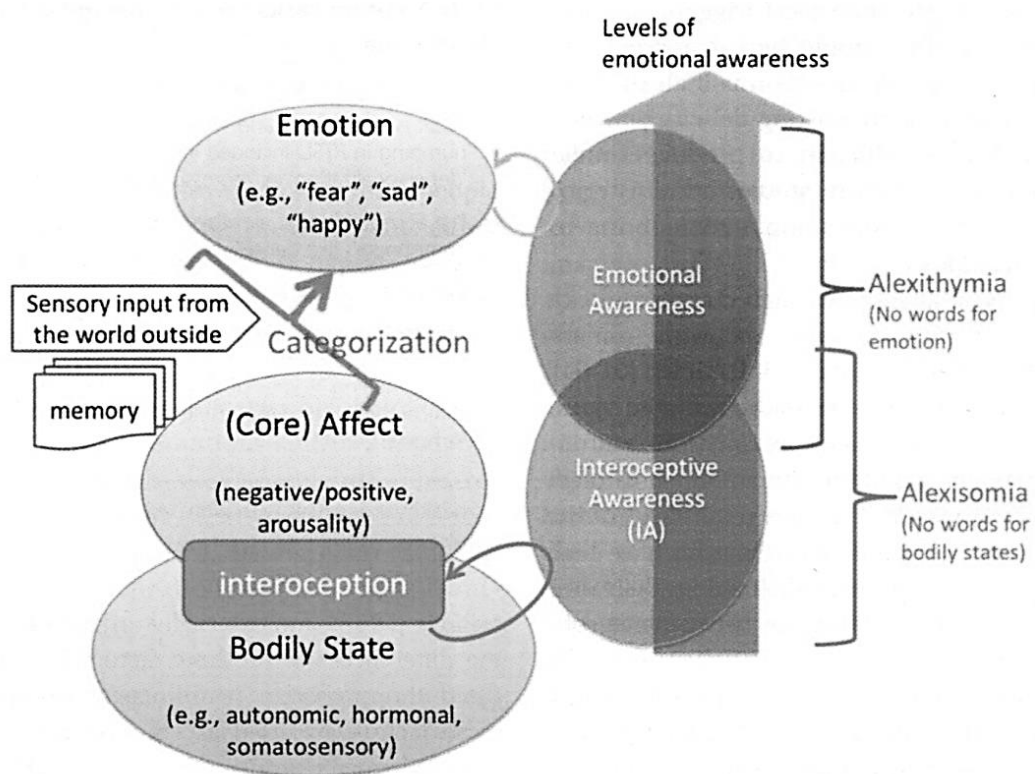 Levels of
emotional awareness
Emotion
(e.g., “fear”, “sad”,
“happy”)
Sensory input from
the world outside
Categorization
memory
(Core) Affect
(negative/positive,
arousality)
interoception
Bodily State
(e.g., autonomic, hormonal,
somatosensory)
Emotional
Awareness
Interoceptive
Awareness
(IA)
Alexithymia
(No words for
emotion)
Alexisomia
(No words for
bodily states)